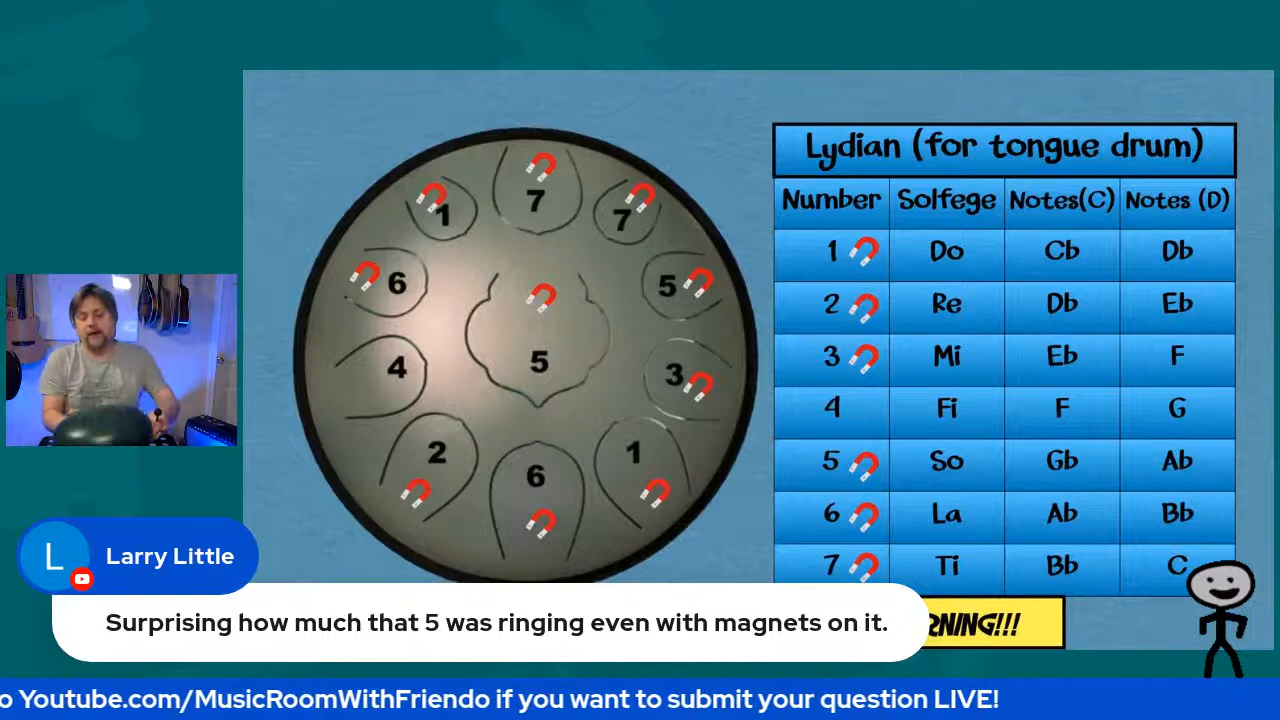 Lydian (for tongue drum)
Number Solfege Notes(C) Notes (D)
1 Do Cb Db
2 Re Db Eb
3 Mi Eb F
4 Fi F G
5 So Gb Ab
6 La Ab Bb
7 Ti Bb C
7
1
7
6
5
5
4
3
2
6
1
L Larry Little
Surprising how much that 5 was ringing even with magnets on it.
RNING!!!
o Youtube.com/MusicRoomWithFriendo if you want to submit your question LIVE!